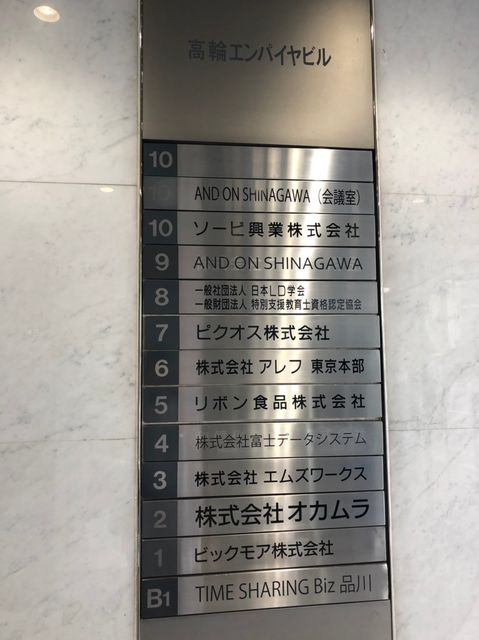 高輪エンパイヤビル
10
10 AND ON SHINAGAWA（会議室）
10 ソービ興業株式会社
9 AND ON SHINAGAWA
8 一般社団法人 日本LD学会
一般財団法人 特別支援教育士資格認定協会
7 ピクオス株式会社
6 株式会社 アレフ 東京本部
5 リボン食品株式会社
4 株式会社富士データシステム
3 株式会社 エムズワークス
2 株式会社オカムラ
1 ビックモア株式会社
B1 TIME SHARING Biz 品川